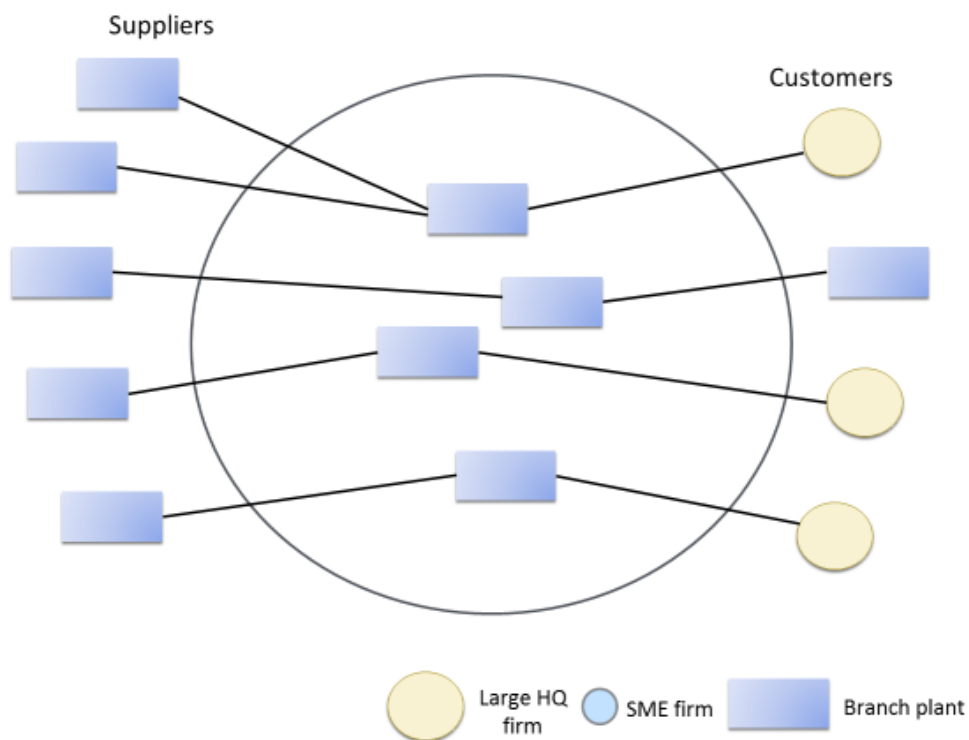 Suppliers
Customers
Large HQ
firm
SME firm
Branch plant